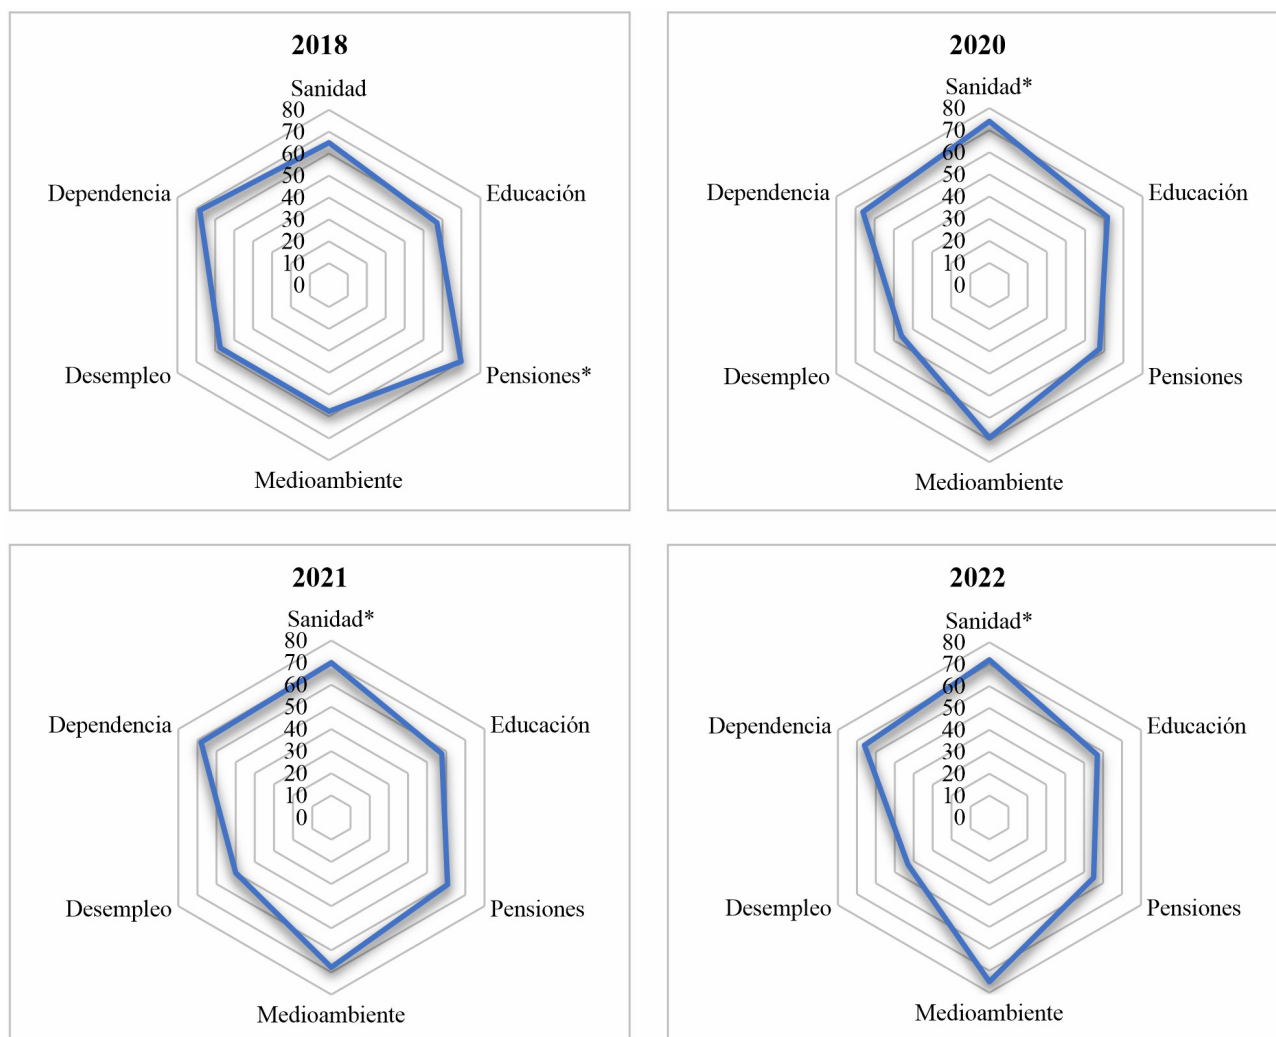 2018
Sanidad
80
70
60
50
40
30
20
10
0
Dependencia
Educación
Desempleo
Pensiones*
Medioambiente
2020
Sanidad*
80
70
60
50
40
30
20
10
0
Dependencia
Educación
Desempleo
Pensiones
Medioambiente
2021
Sanidad*
80
70
60
50
40
30
20
10
0
Dependencia
Educación
Desempleo
Pensiones
Medioambiente
2022
Sanidad*
80
70
60
50
40
30
20
10
0
Dependencia
Educación
Desempleo
Pensiones
Medioambiente